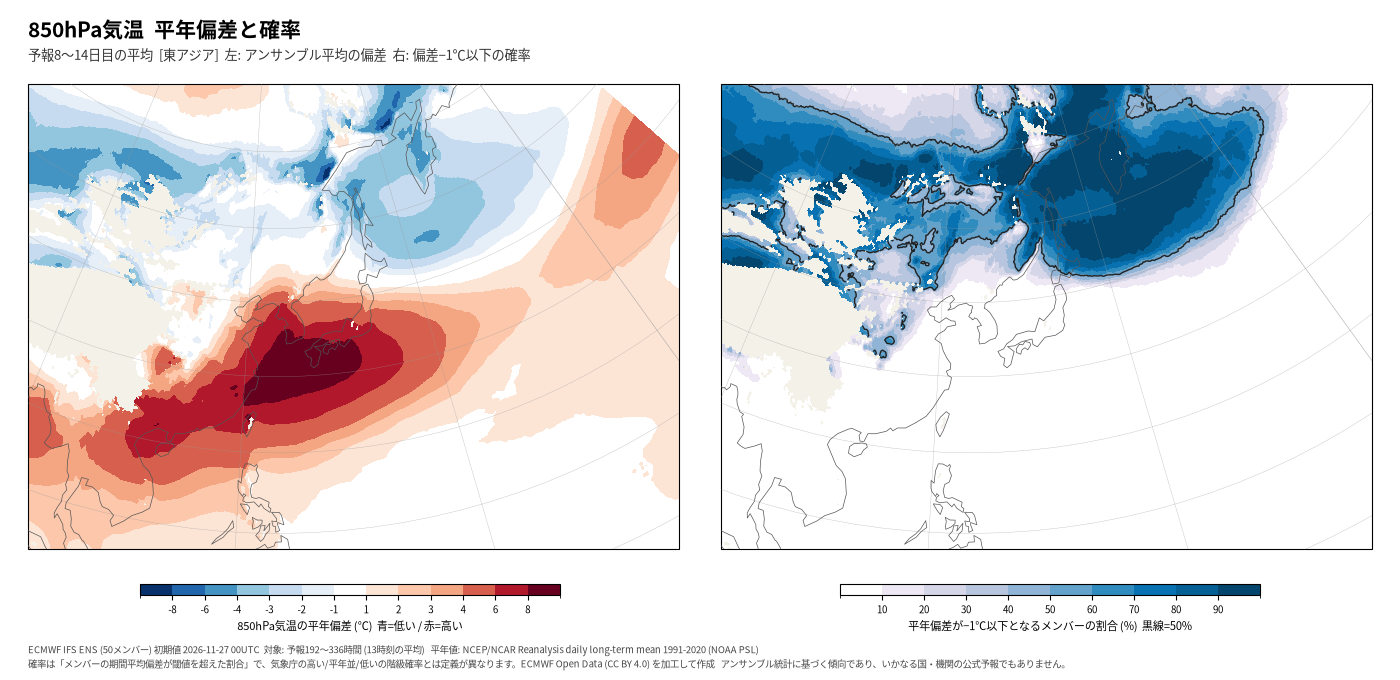 850hPa気温 平年偏差と確率
予報8〜14日目の平均 [東アジア] 左: アンサンブル平均の偏差 右: 偏差−1℃以下の確率
-8 -6 -4 -3 -2 -1 1 2 3 4 6 8
850hPa気温の平年偏差 (℃) 青=低い / 赤=高い
10 20 30 40 50 60 70 80 90
平年偏差が−1℃以下となるメンバーの割合 (%) 黒線=50%
ECMWF IFS ENS (50メンバー) 初期値 2026-11-27 00UTC 対象: 予報192〜336時間 (13時刻の平均) 平年値: NCEP/NCAR Reanalysis daily long-term mean 1991-2020 (NOAA PSL)
確率は「メンバーの期間平均偏差が閾値を超えた割合」で、気象庁の高い/平年並/低いの階級確率とは定義が異なります。ECMWF Open Data (CC BY 4.0) を加工して作成 アンサンブル統計に基づく傾向であり、いかなる国・機関の公式予報でもありません。